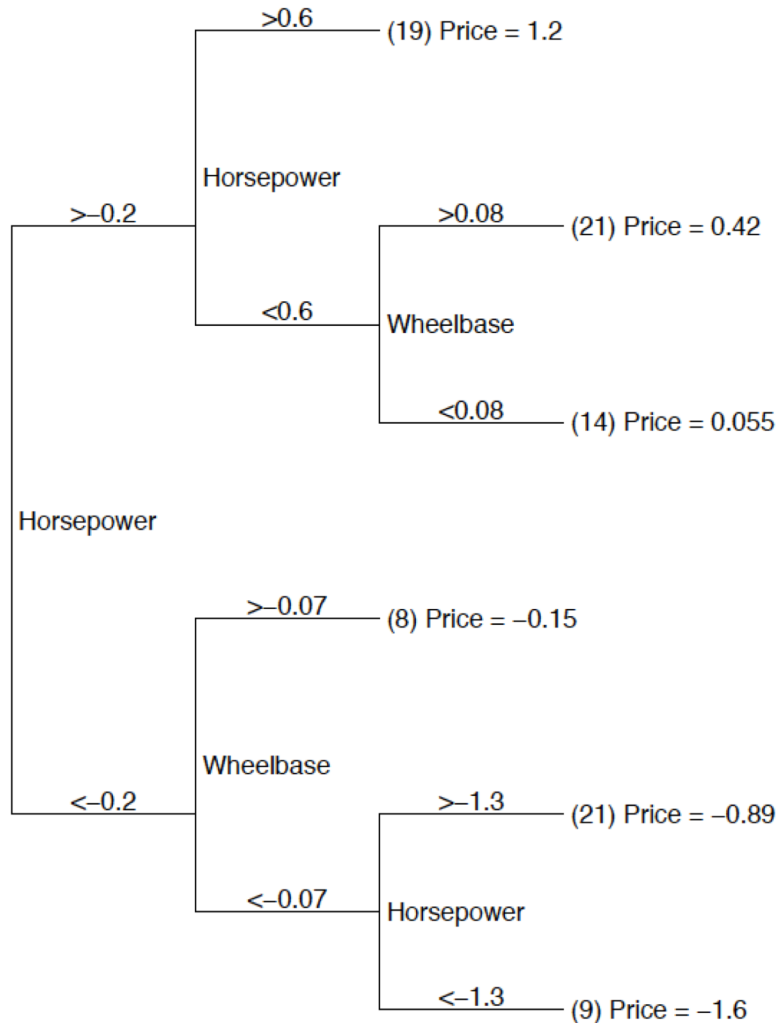 >0.6
(19) Price = 1.2
Horsepower
>−0.2
>0.08
(21) Price = 0.42
<0.6
Wheelbase
<0.08
(14) Price = 0.055
Horsepower
>−0.07
(8) Price = −0.15
Wheelbase
<−0.2
>−1.3
(21) Price = −0.89
<−0.07
Horsepower
<−1.3
(9) Price = −1.6